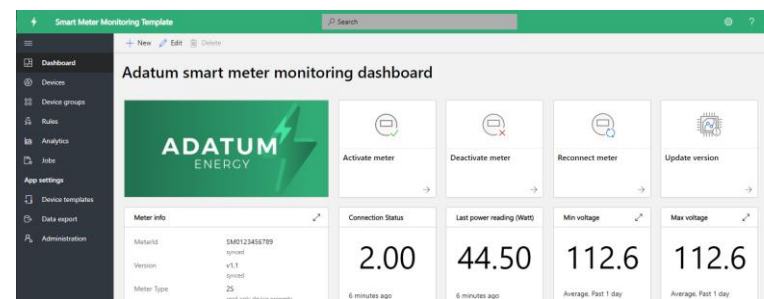 Smart Meter Monitoring Template
Search
?
New Edit Delete
Dashboard
Devices
Device groups
Rules
Analytics
Jobs
App settings
Device templates
Data export
Administration
Adatum smart meter monitoring dashboard
ADATUM
ENERGY
Activate meter
Deactivate meter
Reconnect meter
Update version
Meter info
MeterId
SM0123456789
synced
Version
v1.1
synced
Meter Type
2S
Connection Status
2.00
6 minutes ago
Last power reading (Watt)
44.50
6 minutes ago
Min voltage
112.6
Average, Past 1 day
Max voltage
112.6
Average, Past 1 day